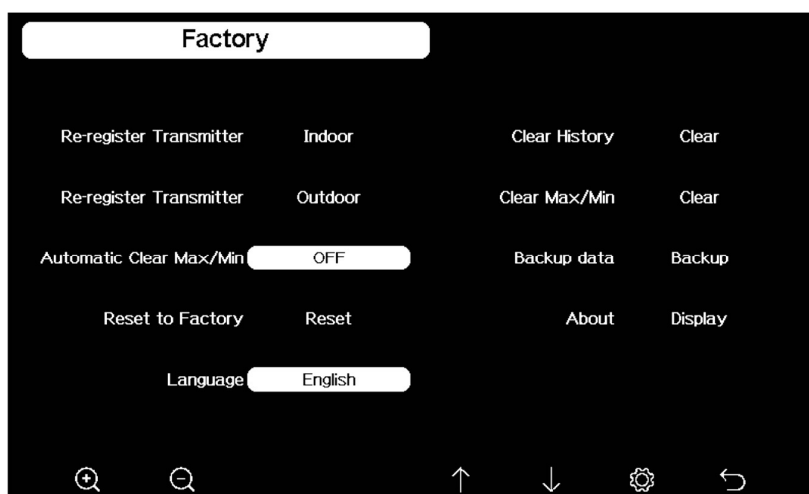 Factory
Re-register Transmitter Indoor Clear History Clear
Re-register Transmitter Outdoor Clear Max/Min Clear
Automatic Clear Max/Min OFF Backup data Backup
Reset to Factory Reset About Display
Language English